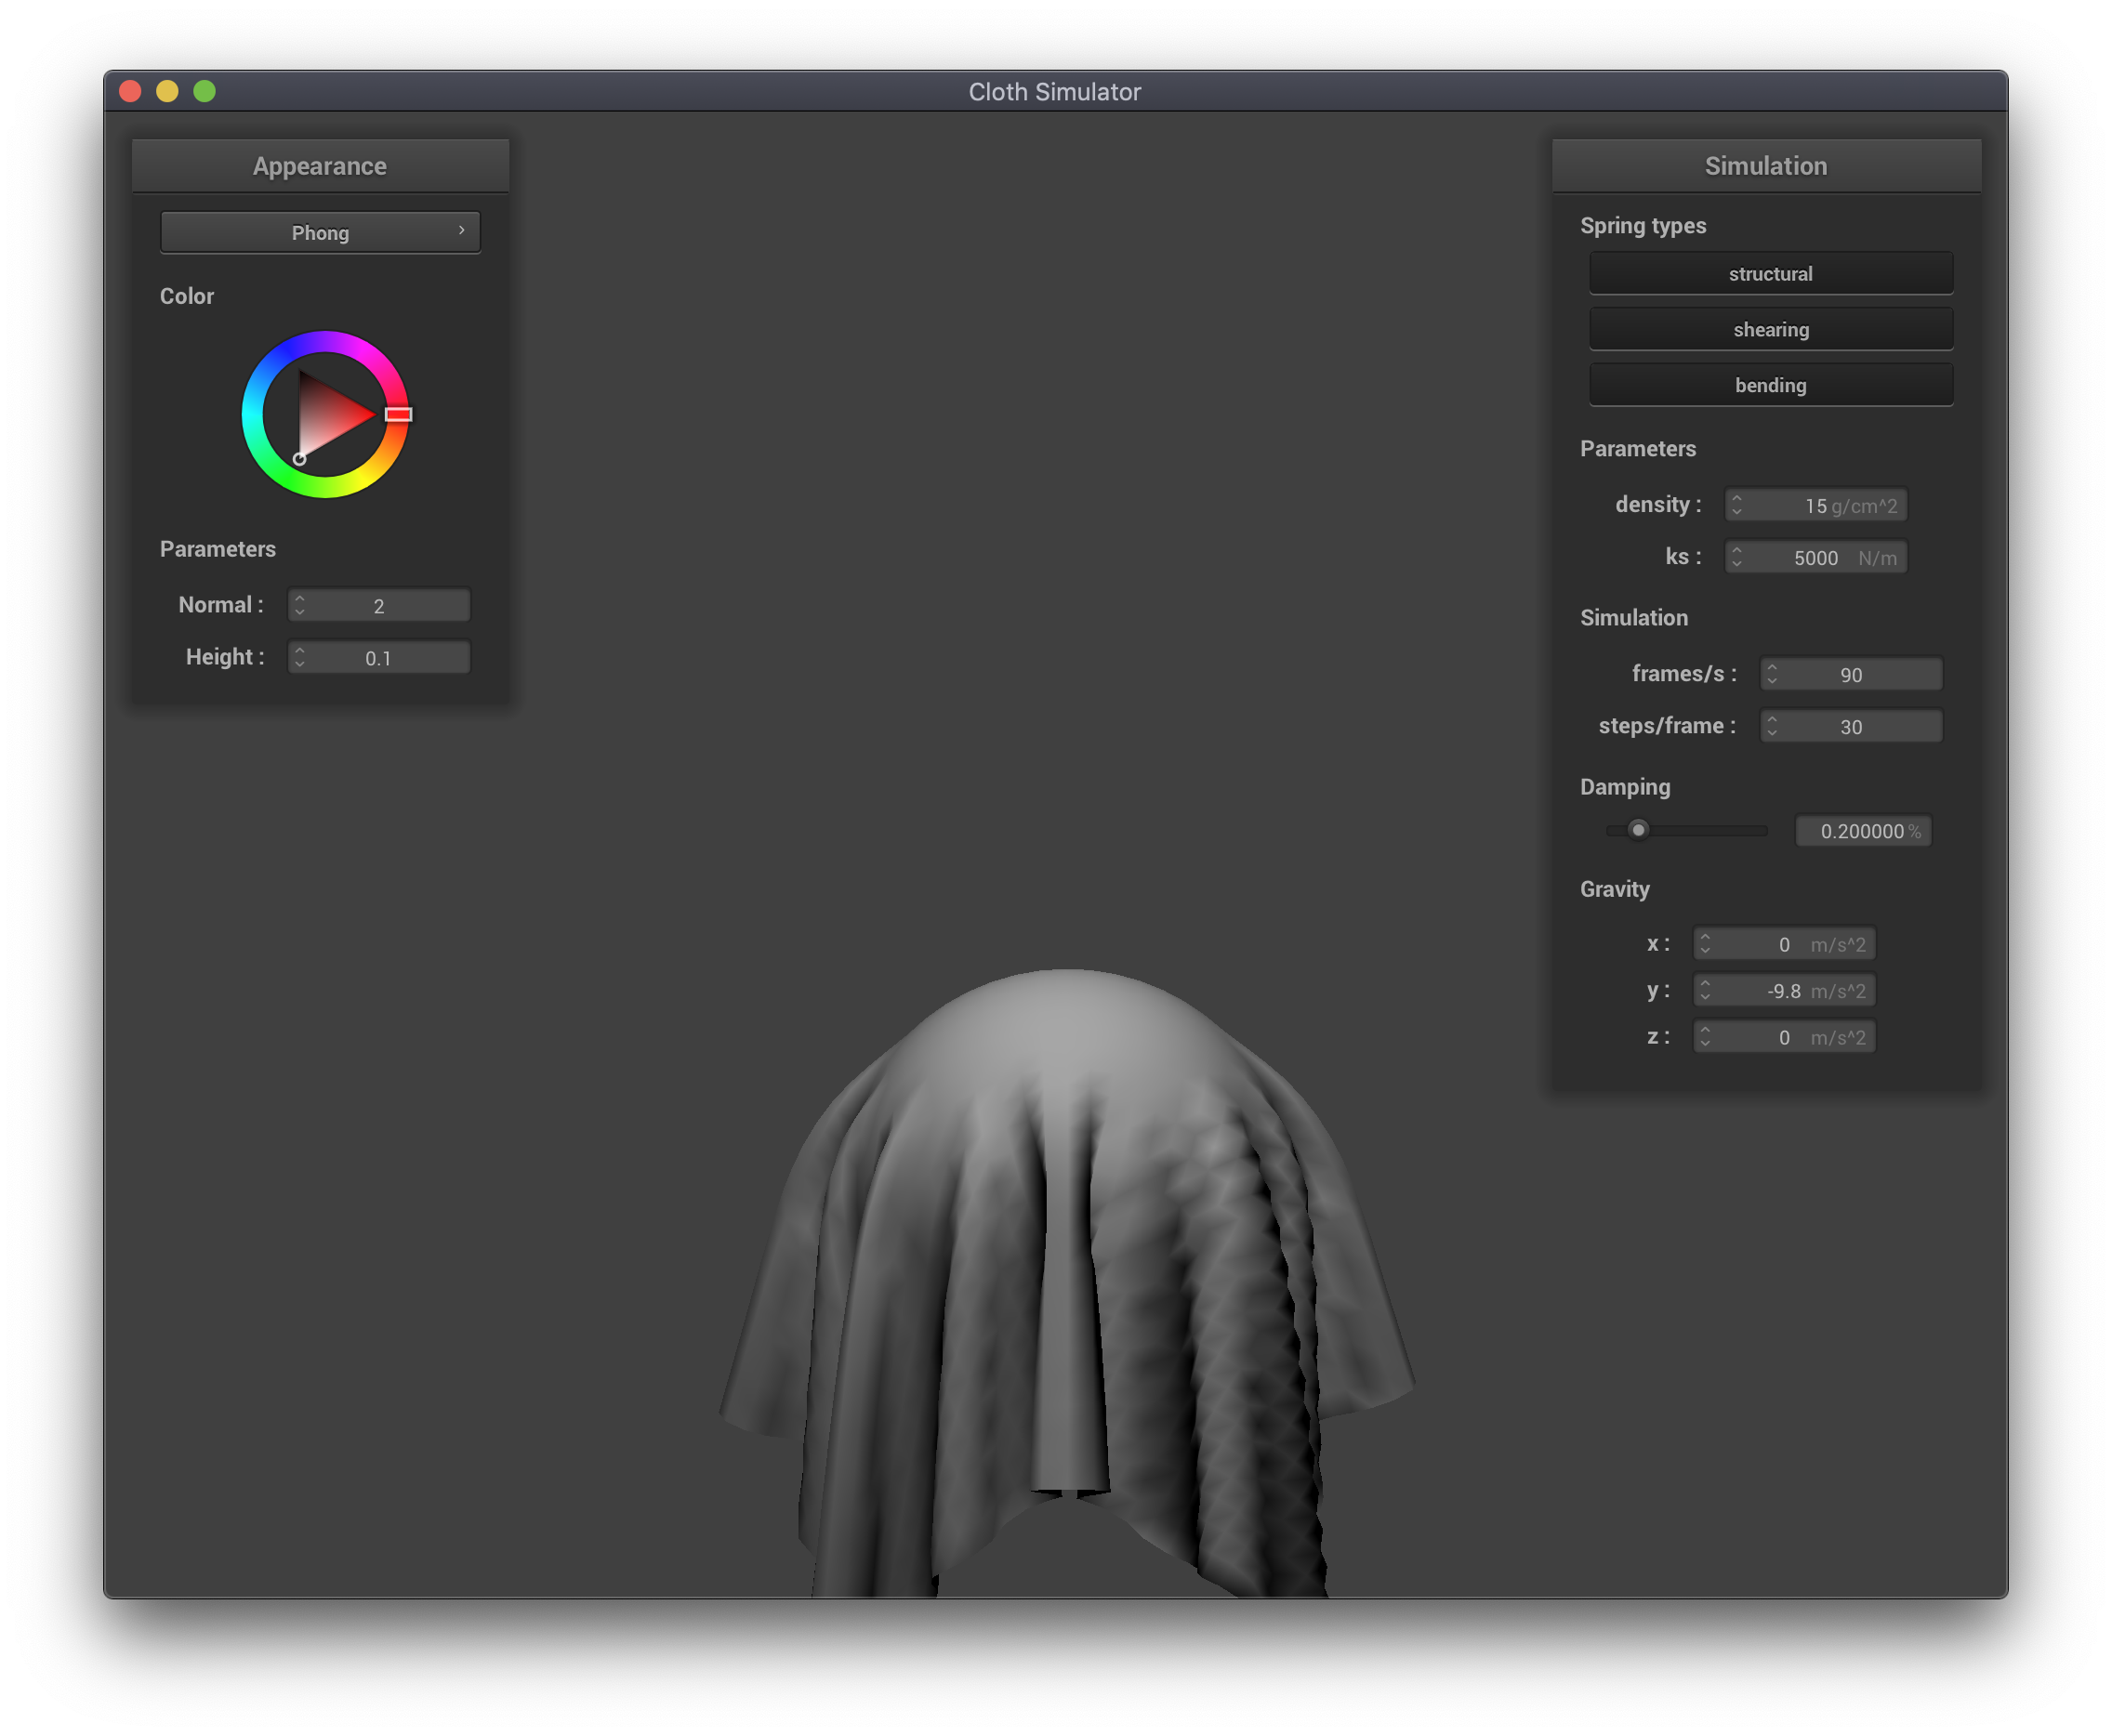 Cloth Simulator
Appearance
Phong
Color
Parameters
Normal : 2
Height : 0.1
Simulation
Spring types
structural
shearing
bending
Parameters
density : 15 g/cm^2
ks : 5000 N/m
Simulation
frames/s : 90
steps/frame : 30
Damping
0.200000 %
Gravity
x : 0 m/s^2
y : -9.8 m/s^2
z : 0 m/s^2